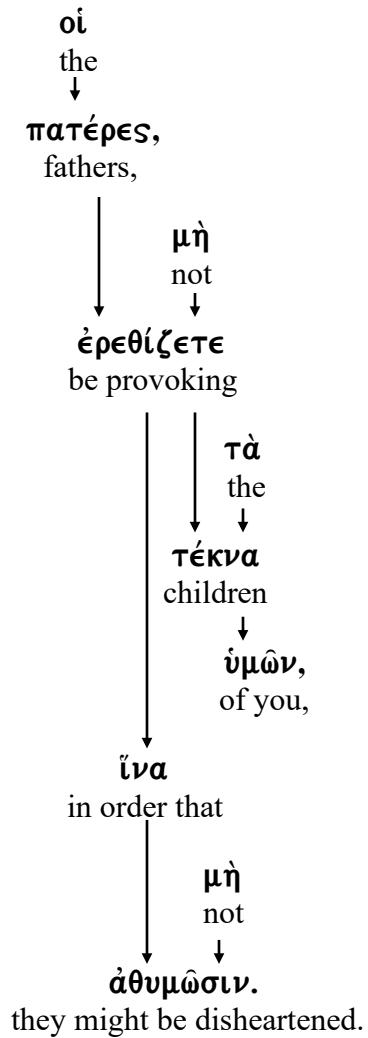 οἱ
the
πατέρες,
fathers,
μὴ
not
ἐρεθίζετε
be provoking
τὰ
the
τέκνα
children
ὑμῶν,
of you,
ἵνα
in order that
μὴ
not
ἀθυμῶσιν.
they might be disheartened.